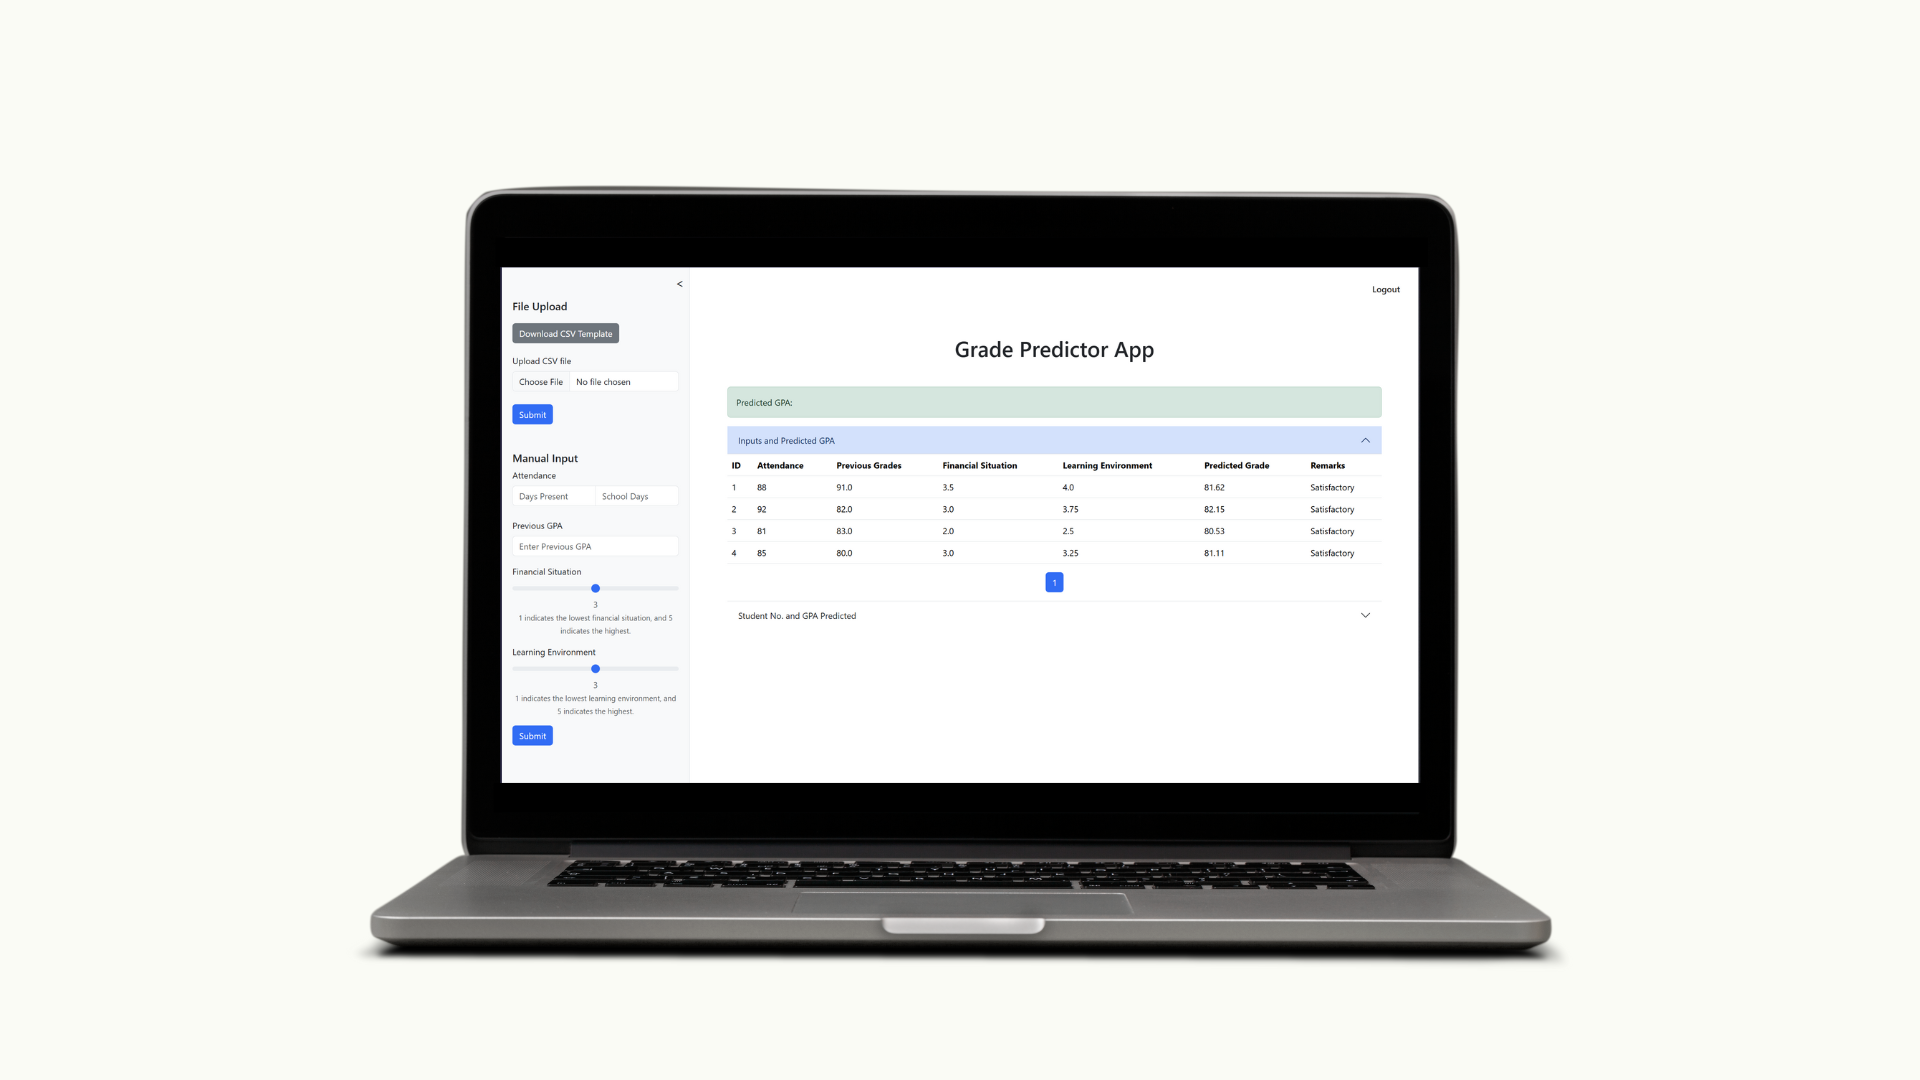 <
File Upload
Download CSV Template
Upload CSV file
Choose File No file chosen
Submit
Manual Input
Attendance
Days Present School Days
Previous GPA
Enter Previous GPA
Financial Situation
3
1 indicates the lowest financial situation, and 5
indicates the highest.
Learning Environment
3
1 indicates the lowest learning environment, and
5 indicates the highest.
Submit
Logout
Grade Predictor App
Predicted GPA:
Inputs and Predicted GPA
ID Attendance Previous Grades Financial Situation Learning Environment Predicted Grade Remarks
1 88 91.0 3.5 4.0 81.62 Satisfactory
2 92 82.0 3.0 3.75 82.15 Satisfactory
3 81 83.0 2.0 2.5 80.53 Satisfactory
4 85 80.0 3.0 3.25 81.11 Satisfactory
1
Student No. and GPA Predicted